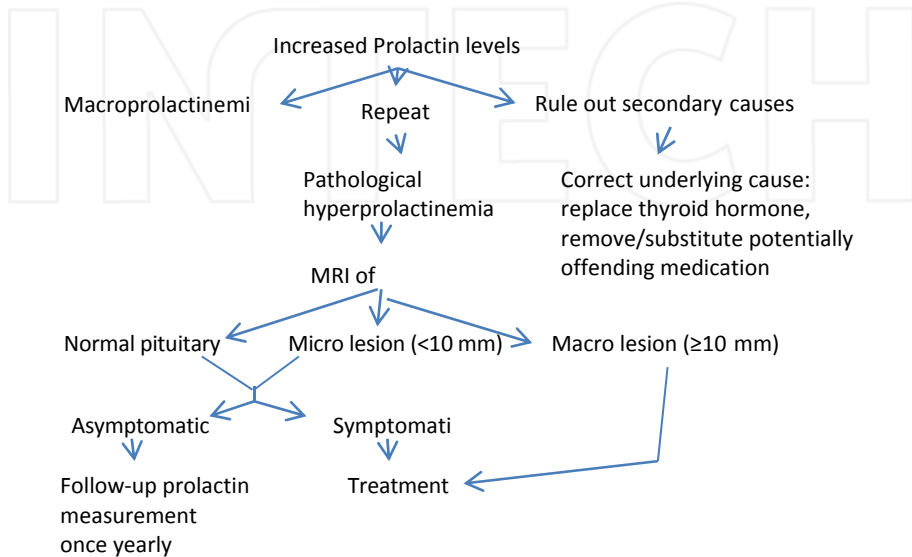 INTECH
Increased Prolactin levels
Macroprolactinemi
Repeat
Rule out secondary causes
Pathological
hyperprolactinemia
Correct underlying cause:
replace thyroid hormone,
remove/substitute potentially
offending medication
MRI of
Normal pituitary
Micro lesion (<10 mm)
Macro lesion (≥10 mm)
Asymptomatic
Symptomati
Follow-up prolactin
measurement
once yearly
Treatment